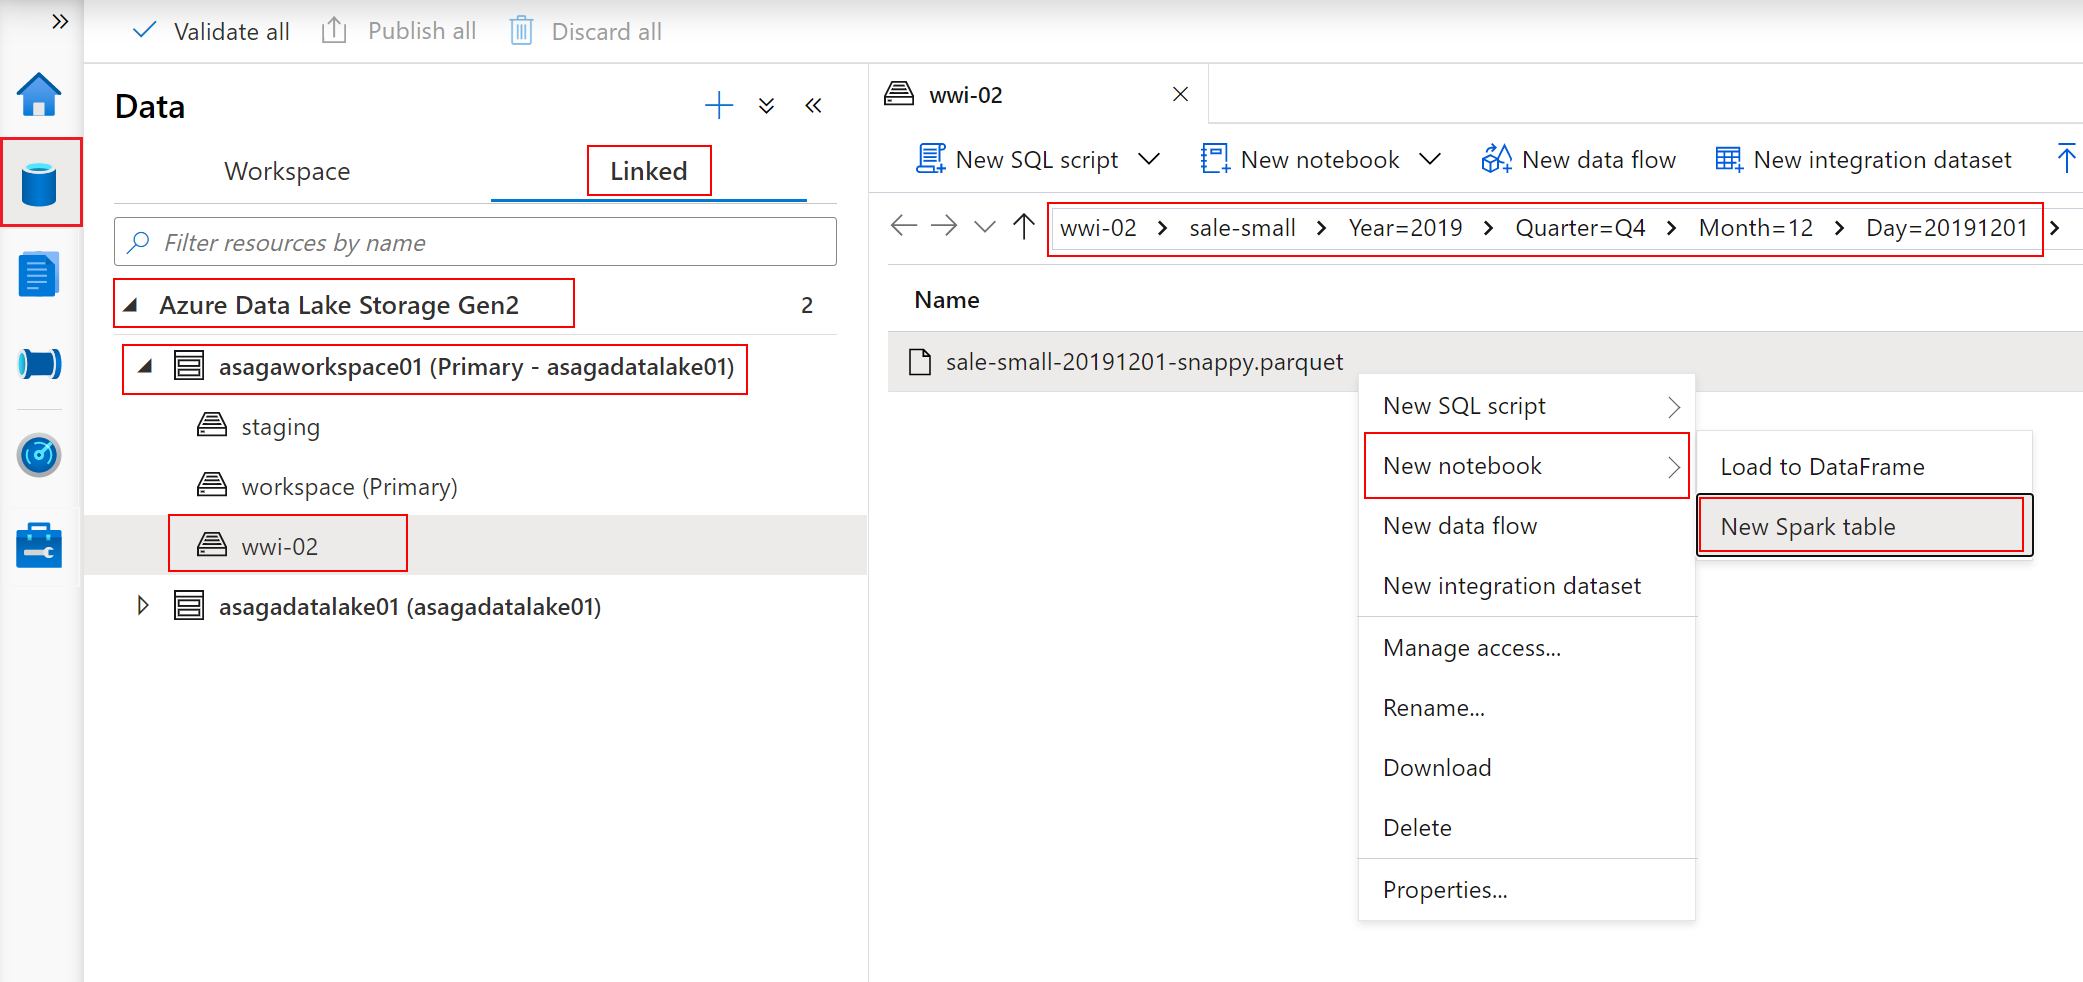 Validate all Publish all Discard all
Data
Workspace Linked
Filter resources by name
Azure Data Lake Storage Gen2 2
asagaworkspace01 (Primary - asagadatalake01)
staging
workspace (Primary)
wwi-02
asagadatalake01 (asagadatalake01)
wwi-02
New SQL script New notebook New data flow New integration dataset
wwi-02 sale-small Year=2019 Quarter=Q4 Month=12 Day=20191201
Name
sale-small-20191201-snappy.parquet
New SQL script
New notebook
New data flow
New integration dataset
Manage access...
Rename...
Download
Delete
Properties...
Load to DataFrame
New Spark table